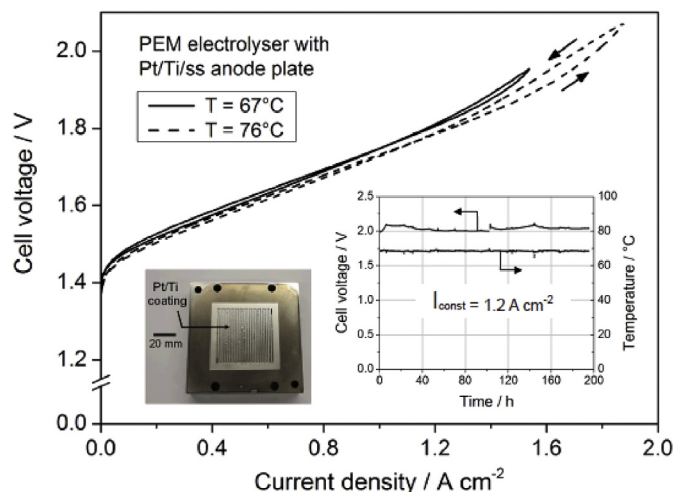 PEM electrolyser with
Pt/Ti/ss anode plate
T = 67°C
T = 76°C
Cell voltage / V
2.0
1.8
1.6
1.4
1.2
0.0
0.0 0.4 0.8 1.2 1.6 2.0
Current density / A cm-2
Pt/Ti
coating
20 mm
Cell voltage / V
2.5
2.0
1.5
1.0
0.5
0.0
Iconst = 1.2 A cm-2
100
80
60
40
20
0
Temperature / °C
0 40 80 120 160 200
Time / h